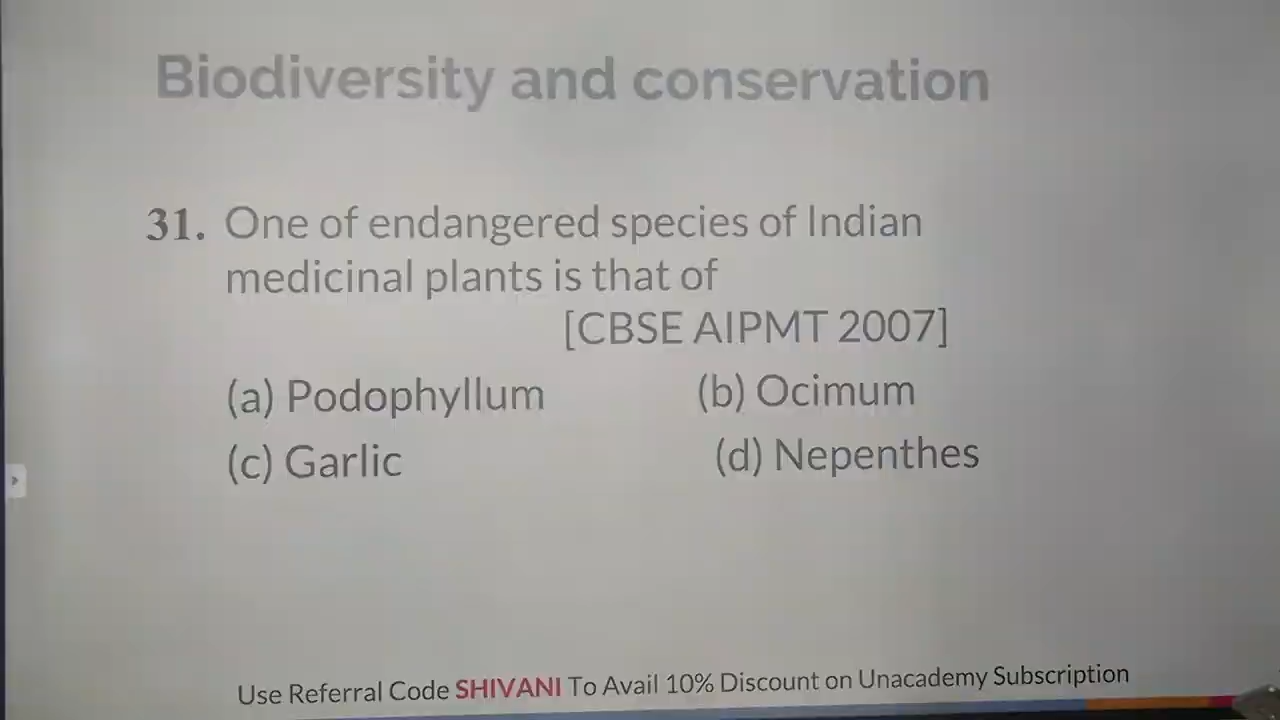 Biodiversity and conservation
31. One of endangered species of Indian
medicinal plants is that of
[CBSE AIPMT 2007]
(a) Podophyllum (b) Ocimum
(c) Garlic (d) Nepenthes
Use Referral Code SHIVANI To Avail 10% Discount on Unacademy Subscription